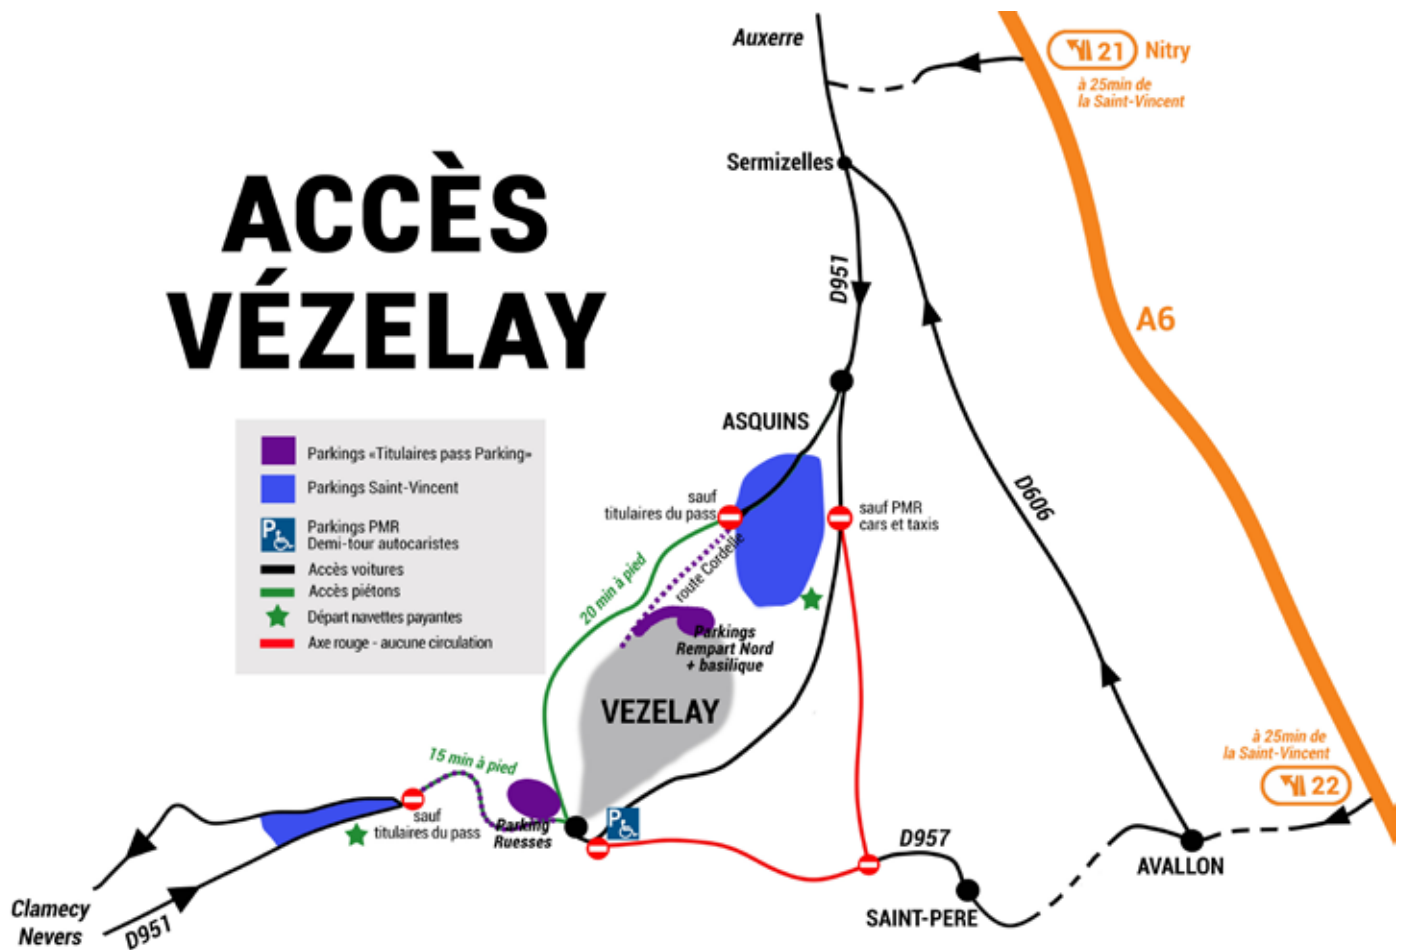 ACCÈS
VÉZELAY
Auxerre
21 Nitry
à 25min de
la Saint-Vincent
Sermizelles
D951
A6
Parkings «Titulaires pass Parking»
Parkings Saint-Vincent
P
Parkings PMR
Demi-tour autocaristes
Accès voitures
Accès piétons
Départ navettes payantes
Axe rouge - aucune circulation
ASQUINS
sauf
titulaires du pass
sauf PMR
cars et taxis
D606
20 min à pied
route Cordelle
Parkings
Rempart Nord
+ basilique
VEZELAY
15 min à pied
sauf
titulaires du pass
Parking
Ruesses
P
à 25min de
la Saint-Vincent
22
D957
AVALLON
SAINT-PERE
Clamecy
Nevers
D951